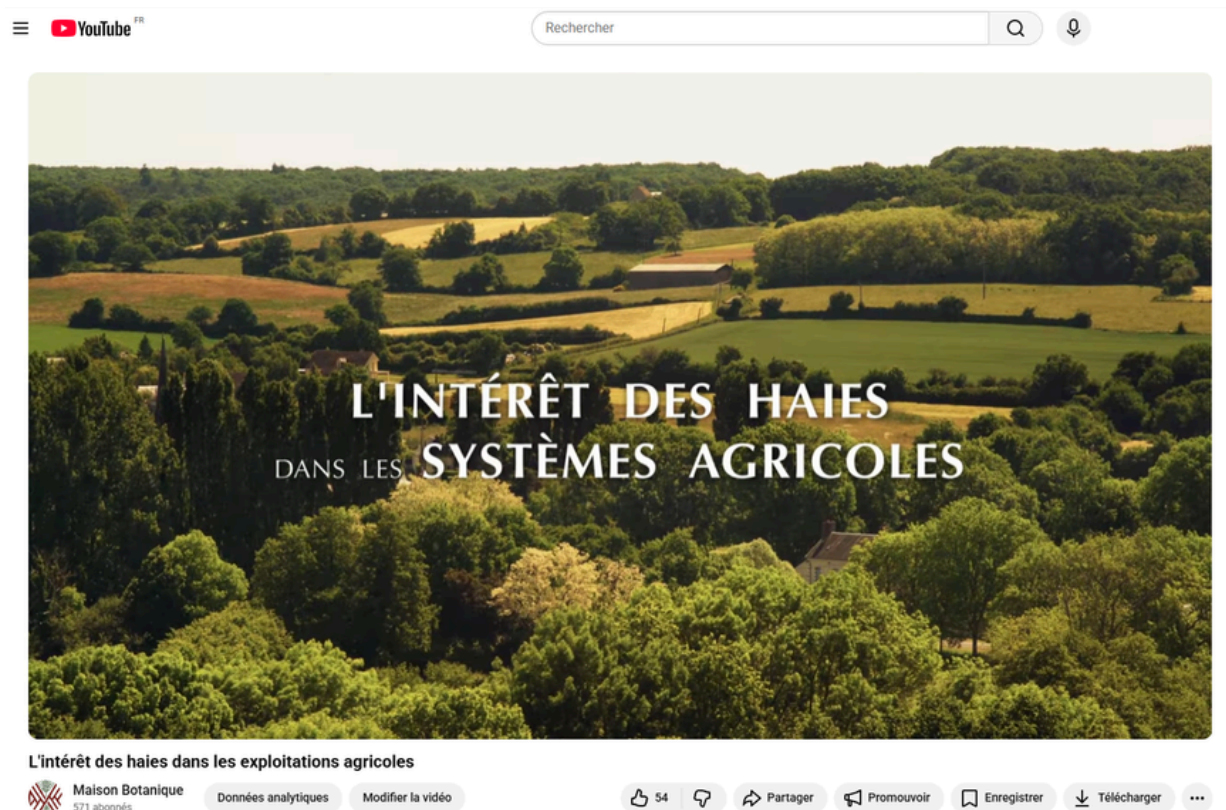 YouTube FR
Rechercher
L'INTÉRÊT DES HAIES
DANS LES SYSTÈMES AGRICOLES
L'intérêt des haies dans les exploitations agricoles
Maison Botanique
571 abonnés
Données analytiques
Modifier la vidéo
54
Partager
Promouvoir
Enregistrer
Télécharger